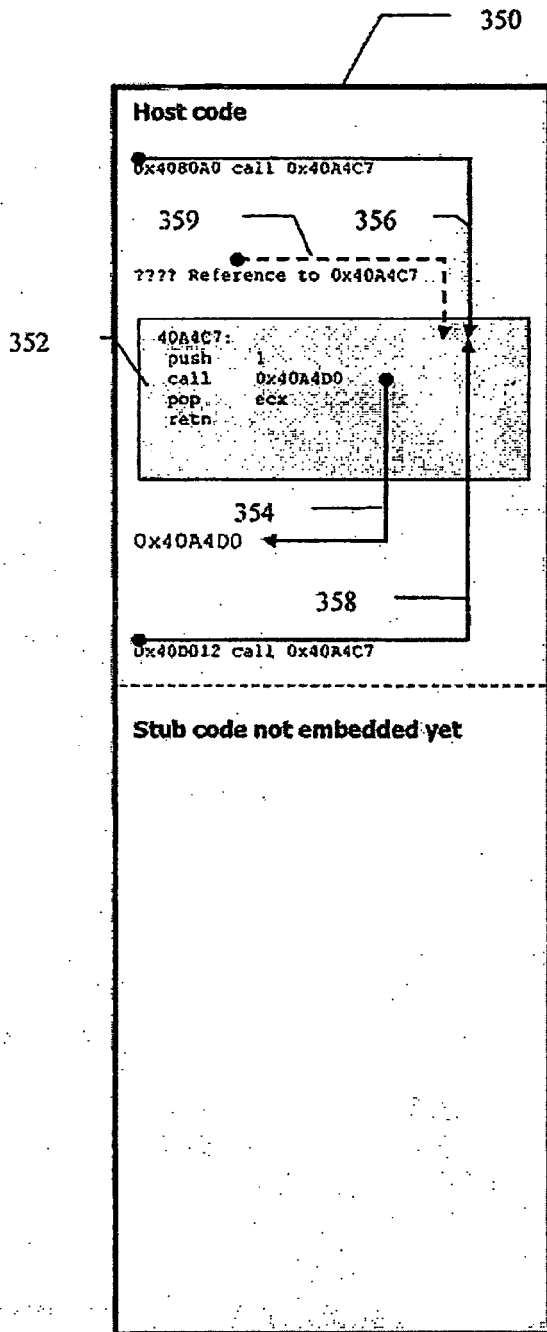 350
Host code
0x4080A0 call 0x40A4C7
359 356
???? Reference to 0x40A4C7
352
40A4C7:
push 1
call 0x40A4D0
pop ecx
retn
354
0x40A4D0
358
0x40D012 call 0x40A4C7
Stub code not embedded yet